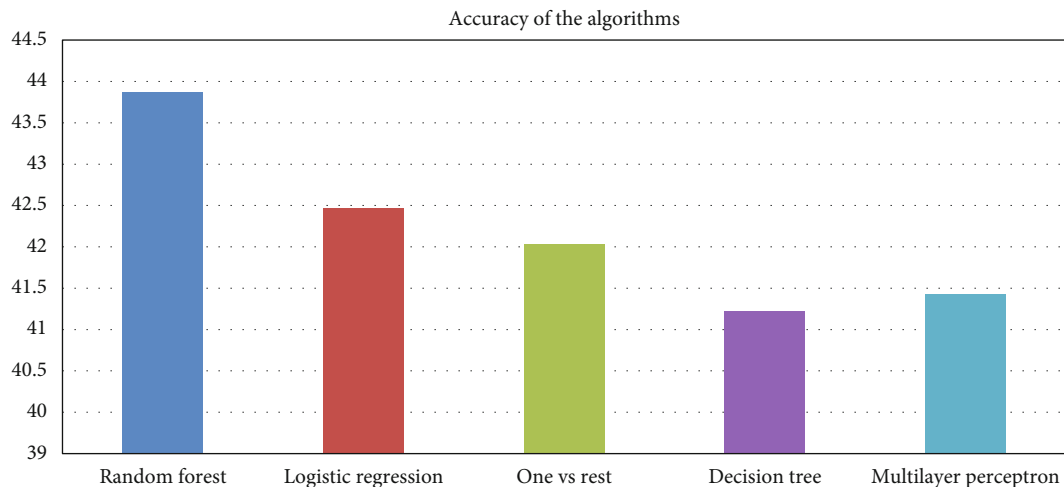 Accuracy of the algorithms
44.5
44
43.5
43
42.5
42
41.5
41
40.5
40
39
Random forest
Logistic regression
One vs rest
Decision tree
Multilayer perceptron